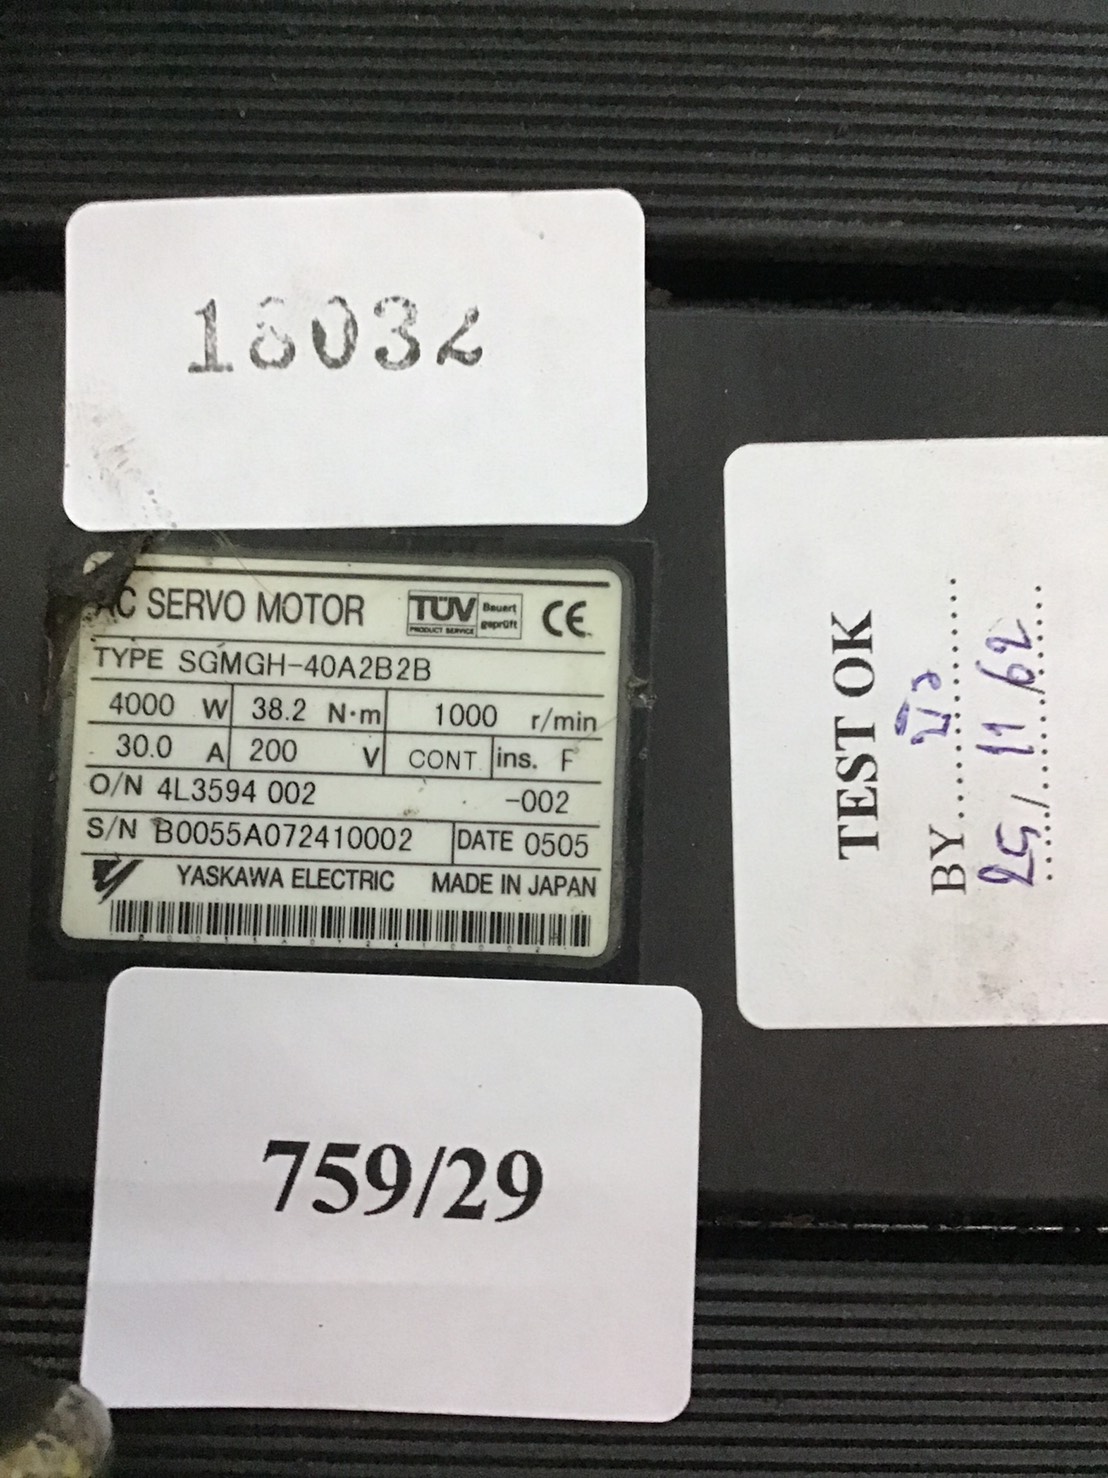 18032
AC SERVO MOTOR TÜV PRODUCT SERVICE Bauart geprüft CE
TYPE SGMGH-40A2B2B
4000 W 38.2 N·m 1000 r/min
30.0 A 200 V CONT. ins. F
O/N 4L3594 002 -002
S/N B0055A072410002 DATE 0505
YASKAWA ELECTRIC MADE IN JAPAN
759/29
TEST OK
BY..........
25/11/62